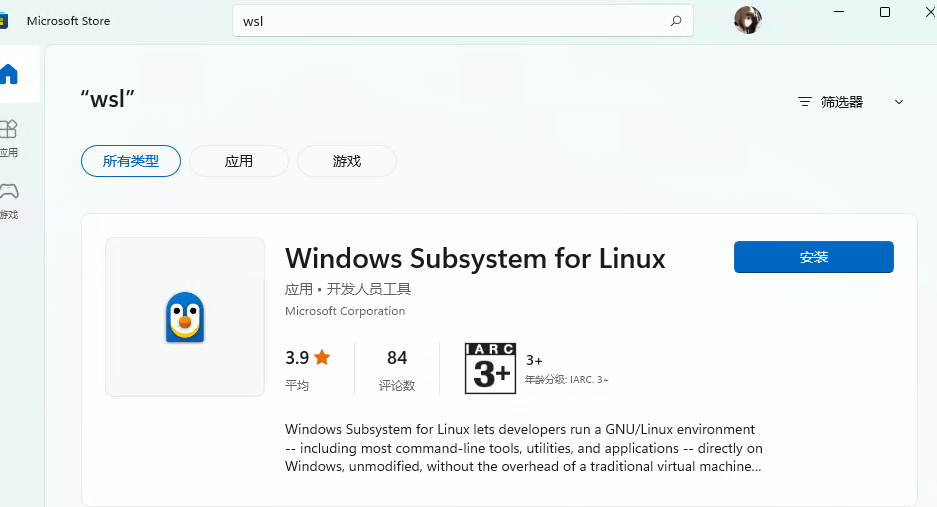 Microsoft Store
wsl
“wsl”
筛选器
应用
游戏
所有类型
应用
游戏
Windows Subsystem for Linux
安装
应用 • 开发人员工具
Microsoft Corporation
3.9
平均
84
评论数
IARC
3+
3+
年龄分级: IARC. 3+
Windows Subsystem for Linux lets developers run a GNU/Linux environment
-- including most command-line tools, utilities, and applications -- directly on
Windows, unmodified, without the overhead of a traditional virtual machine...